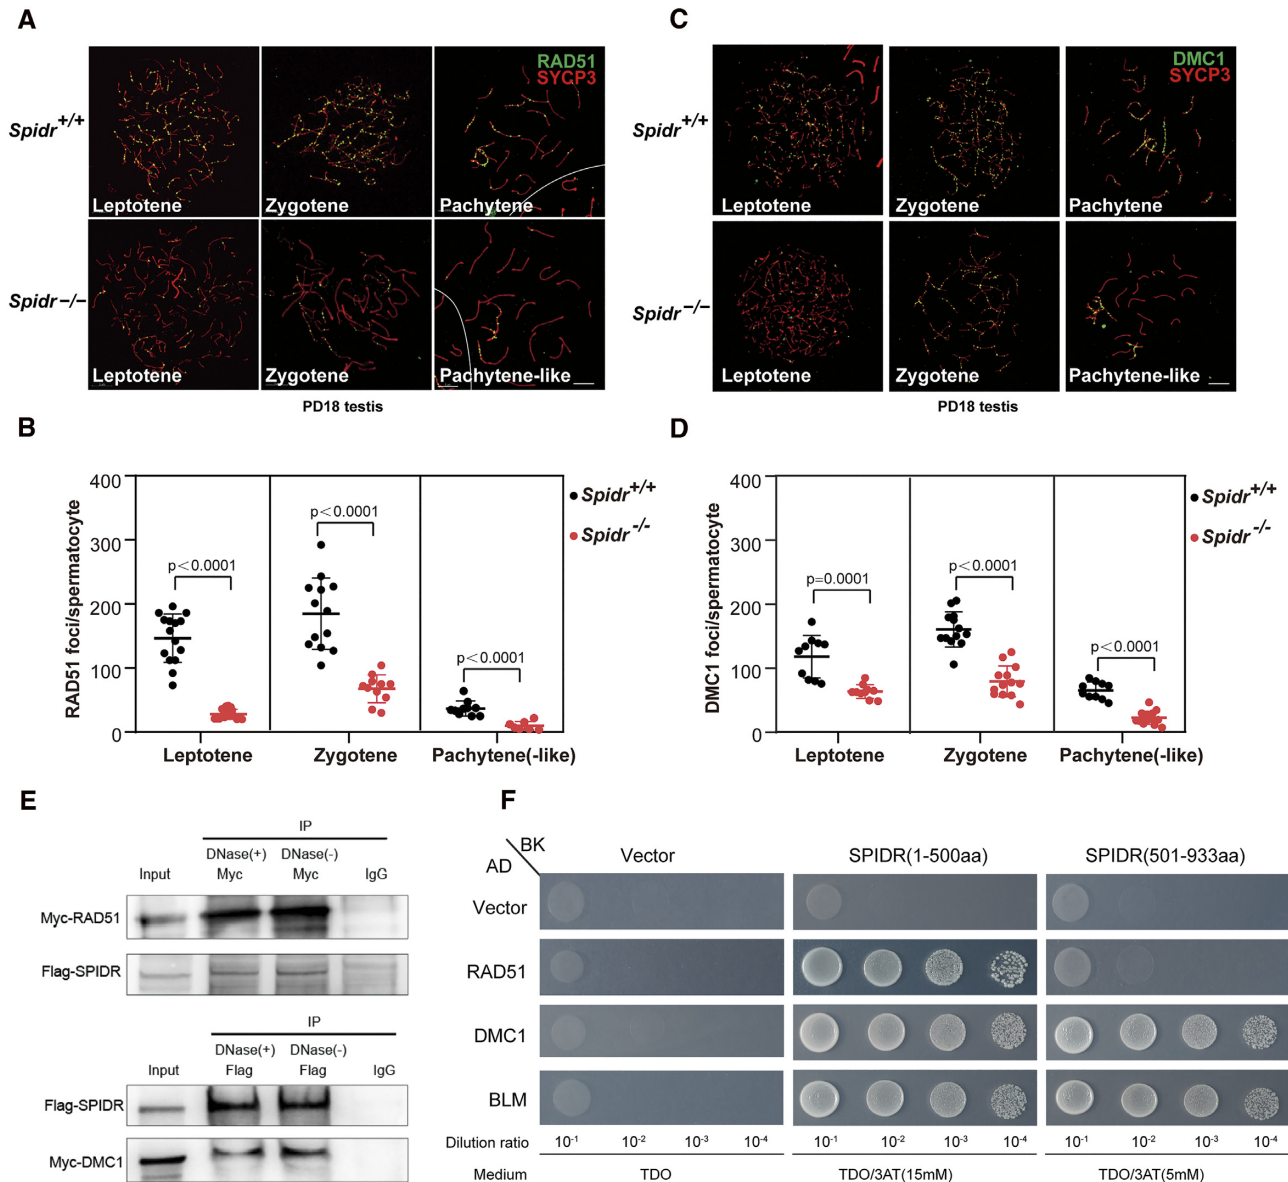 A
RAD51
SYCP3
Spidr+/+
Leptotene
Zygotene
Pachytene
Spidr−/−
Leptotene
Zygotene
Pachytene-like
PD18 testis
C
DMC1
SYCP3
Spidr+/+
Leptotene
Zygotene
Pachytene
Spidr−/−
Leptotene
Zygotene
Pachytene-like
PD18 testis
B
RAD51 foci/spermatocyte
400
300
200
100
0
p<0.0001
p<0.0001
p<0.0001
Leptotene
Zygotene
Pachytene(-like)
Spidr+/+
Spidr-/-
D
DMC1 foci/spermatocyte
400
300
200
100
0
p=0.0001
p<0.0001
p<0.0001
Leptotene
Zygotene
Pachytene(-like)
Spidr+/+
Spidr-/-
E
IP
DNase(+) DNase(-)
Input Myc Myc IgG
Myc-RAD51
Flag-SPIDR
IP
DNase(+) DNase(-)
Input Flag Flag IgG
Flag-SPIDR
Myc-DMC1
F
BK
AD
Vector SPIDR(1-500aa) SPIDR(501-933aa)
Vector
RAD51
DMC1
BLM
Dilution ratio 10-1 10-2 10-3 10-4 10-1 10-2 10-3 10-4 10-1 10-2 10-3 10-4
Medium TDO TDO/3AT(15mM) TDO/3AT(5mM)